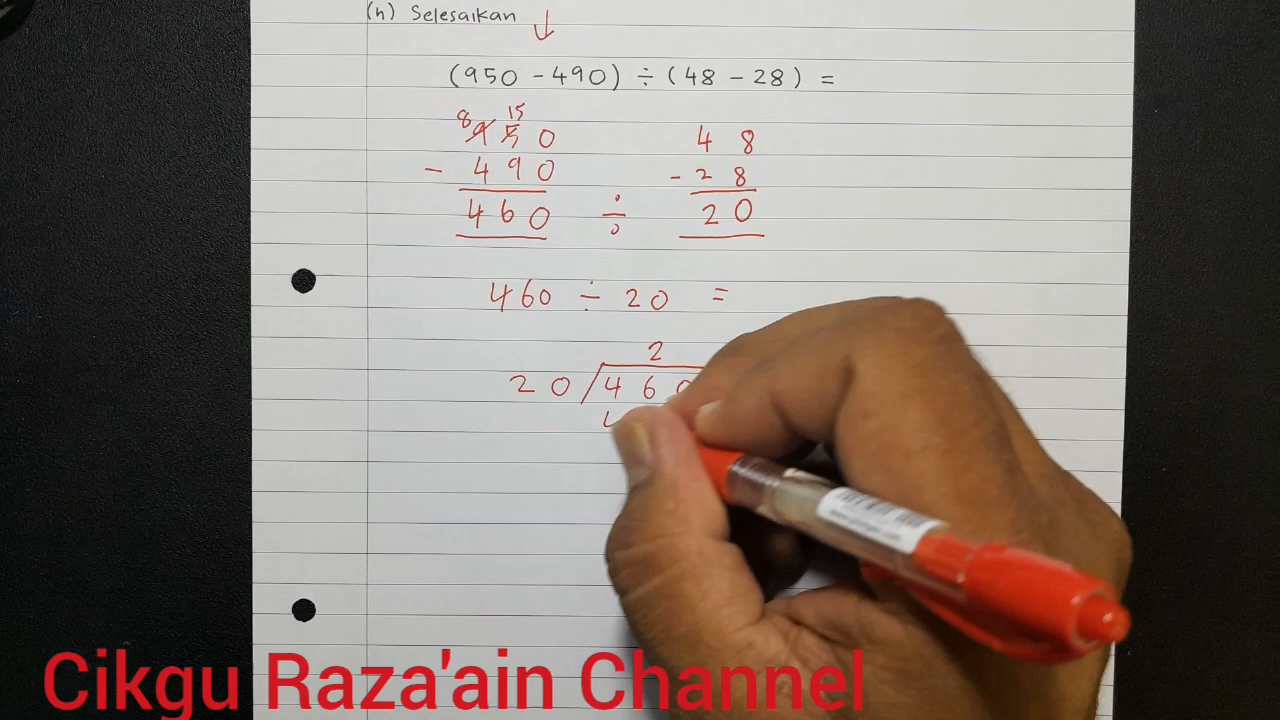 (h) Selesaikan ↓
(950 - 490) ÷ (48 - 28) =
8 15
950 48
- 490 - 28
460 ÷ 20
460 ÷ 20 =
2
20 460
Cikgu Raza'ain Channel